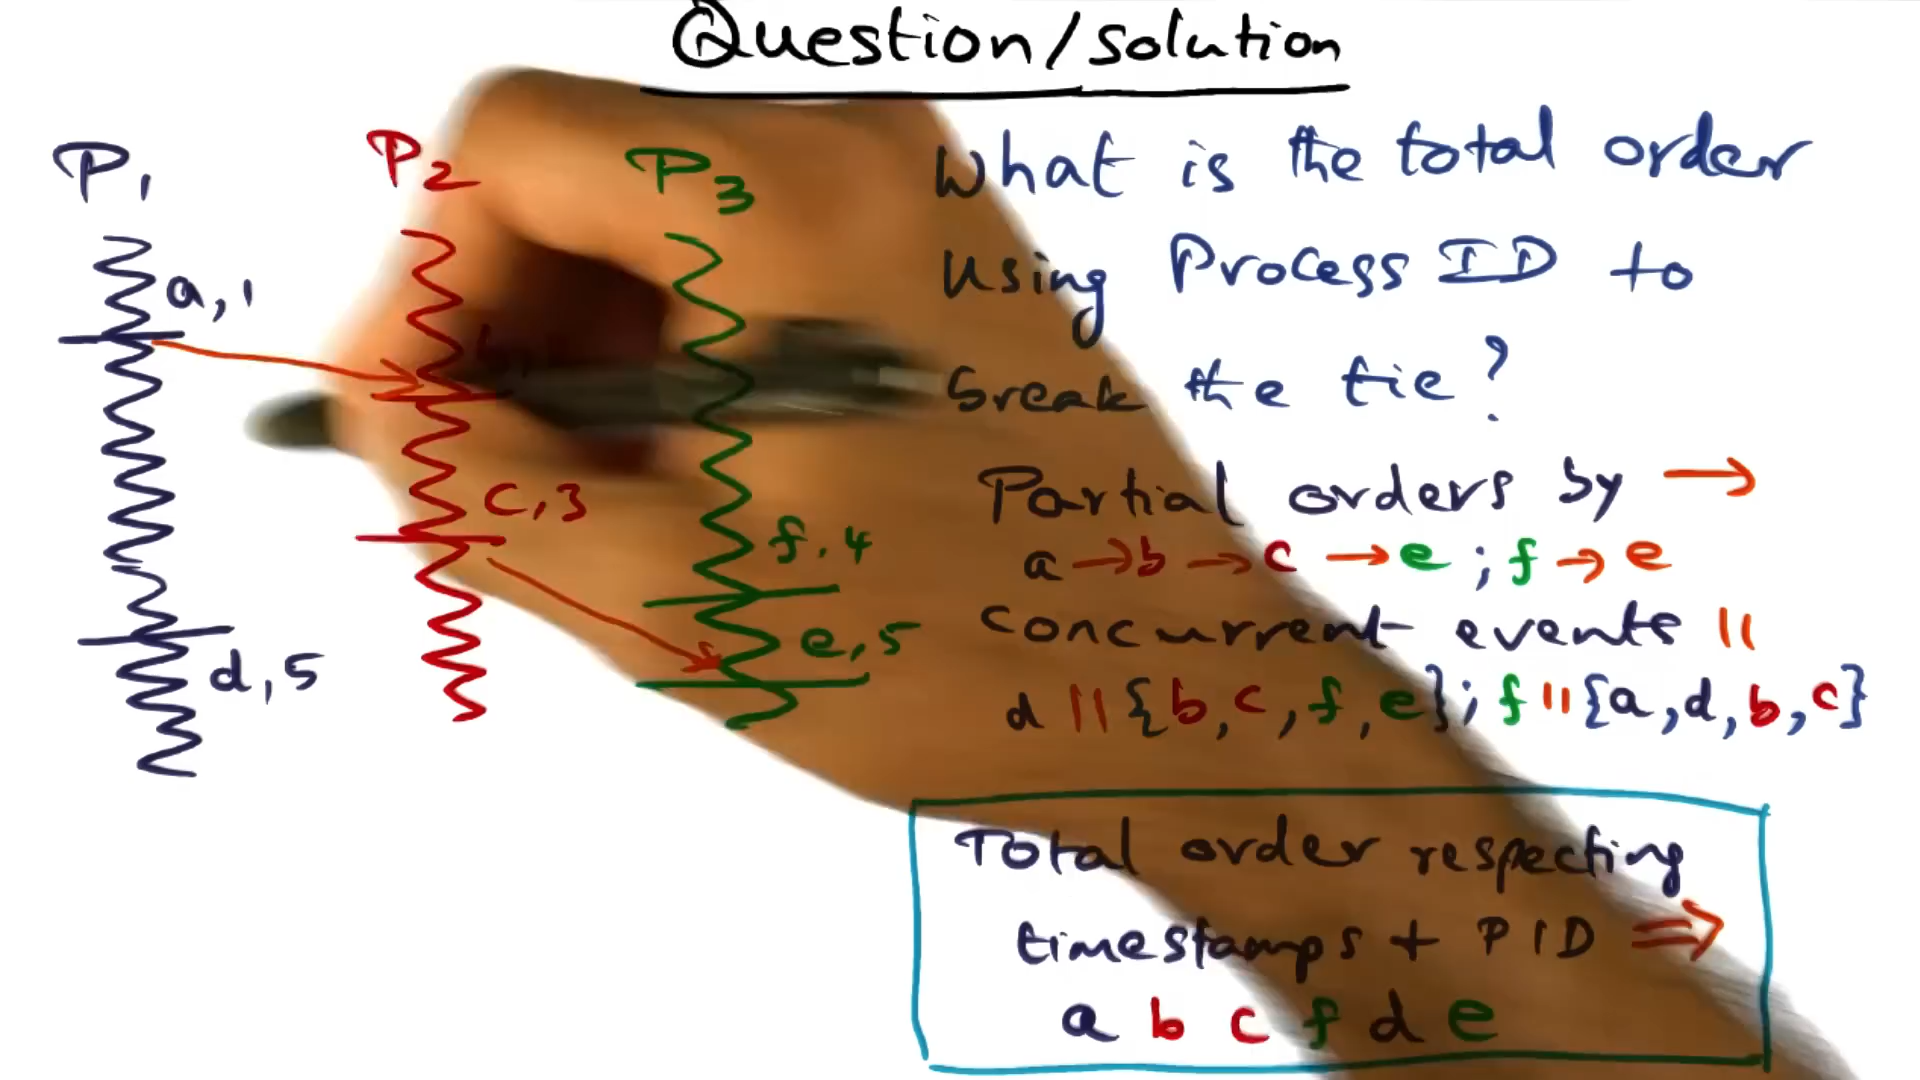 Question/solution
P1
P2
P3
a,1
c,3
f,4
e,5
d,5
What is the total order
using Process ID to
break the tie?
Partial orders by →
a → b → c → e ; f → e
concurrent events ||
d || {b, c, f, e}; f || {a, d, b, c}
Total order respecting
timestamps + PID ⇒
a b c f d e